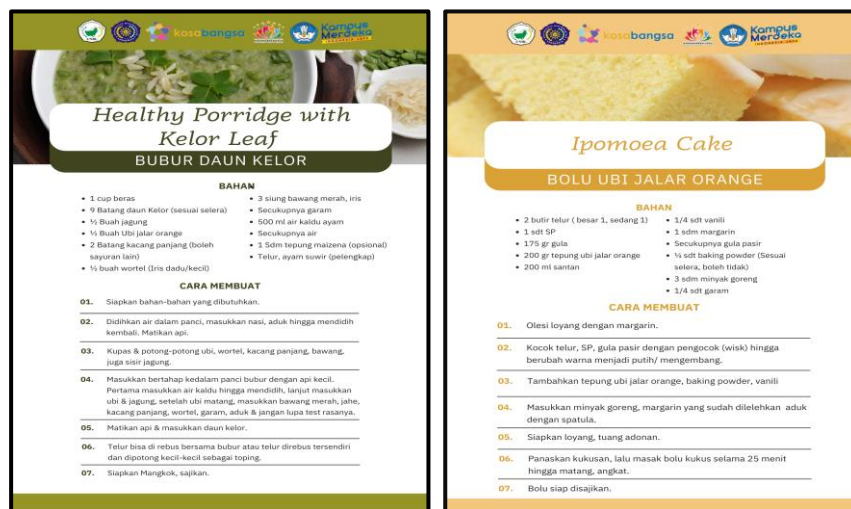 kosabangsa
Kampus
Merdeka
INDONESIA JAYA
Healthy Porridge with
Kelor Leaf
BUBUR DAUN KELOR
BAHAN
• 1 cup beras
• 9 Batang daun Kelor (sesuai selera)
• ½ Buah jagung
• ½ Buah Ubi jalar orange
• 2 Batang kacang panjang (boleh
sayuran lain)
• ½ buah wortel (Iris dadu/kecil)
• 3 siung bawang merah, iris
• Secukupnya garam
• 500 ml air kaldu ayam
• Secukupnya air
• 1 Sdm tepung maizena (opsional)
• Telur, ayam suwir (pelengkap)
CARA MEMBUAT
01. Siapkan bahan-bahan yang dibutuhkan.
02. Didihkan air dalam panci, masukkan nasi, aduk hingga mendidih
kembali. Matikan api.
03. Kupas & potong-potong ubi, wortel, kacang panjang, bawang,
juga sisir jagung.
04. Masukkan bertahap kedalam panci bubur dengan api kecil.
Pertama masukkan air kaldu hingga mendidih, lanjut masukkan
ubi & jagung, setelah ubi matang, masukkan bawang merah, jahe,
kacang panjang, wortel, garam, aduk & jangan lupa test rasanya.
05. Matikan api & masukkan daun kelor.
06. Telur bisa di rebus bersama bubur atau telur direbus tersendiri
dan dipotong kecil-kecil sebagai toping.
07. Siapkan Mangkok, sajikan.
kosabangsa
Kampus
Merdeka
INDONESIA JAYA
Ipomoea Cake
BOLU UBI JALAR ORANGE
BAHAN
• 2 butir telur ( besar 1, sedang 1)
• 1 sdt SP
• 175 gr gula
• 200 gr tepung ubi jalar orange
• 200 ml santan
• 1/4 sdt vanili
• 1 sdm margarin
• Secukupnya gula pasir
• ¼ sdt baking powder (Sesuai
selera, boleh tidak)
• 3 sdm minyak goreng
• 1/4 sdt garam
CARA MEMBUAT
01. Olesi loyang dengan margarin.
02. Kocok telur, SP, gula pasir dengan pengocok (wisk) hingga
berubah warna menjadi putih/ mengembang.
03. Tambahkan tepung ubi jalar orange, baking powder, vanili
04. Masukkan minyak goreng, margarin yang sudah dilelehkan aduk
dengan spatula.
05. Siapkan loyang, tuang adonan.
06. Panaskan kukusan, lalu masak bolu kukus selama 25 menit
hingga matang, angkat.
07. Bolu siap disajikan.